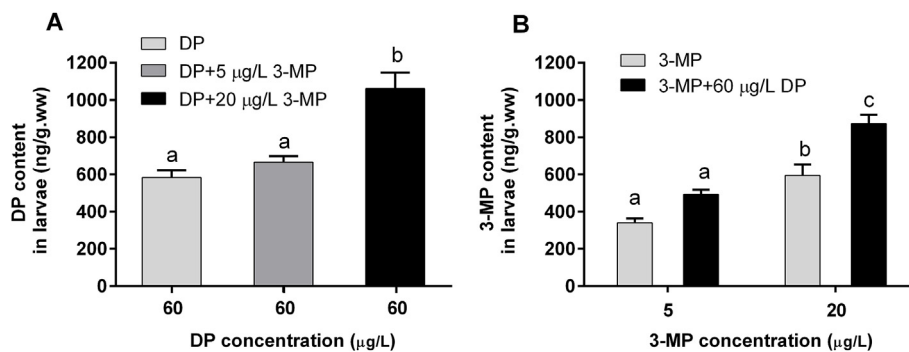 A
DP
DP+5 μg/L 3-MP
DP+20 μg/L 3-MP
DP content
in larvae (ng/g.ww)
1200
1000
800
600
400
200
0
a
a
b
60
60
60
DP concentration (μg/L)
B
3-MP
3-MP+60 μg/L DP
3-MP content
in larvae (ng/g.ww)
1200
1000
800
600
400
200
0
a
a
b
c
5
20
3-MP concentration (μg/L)